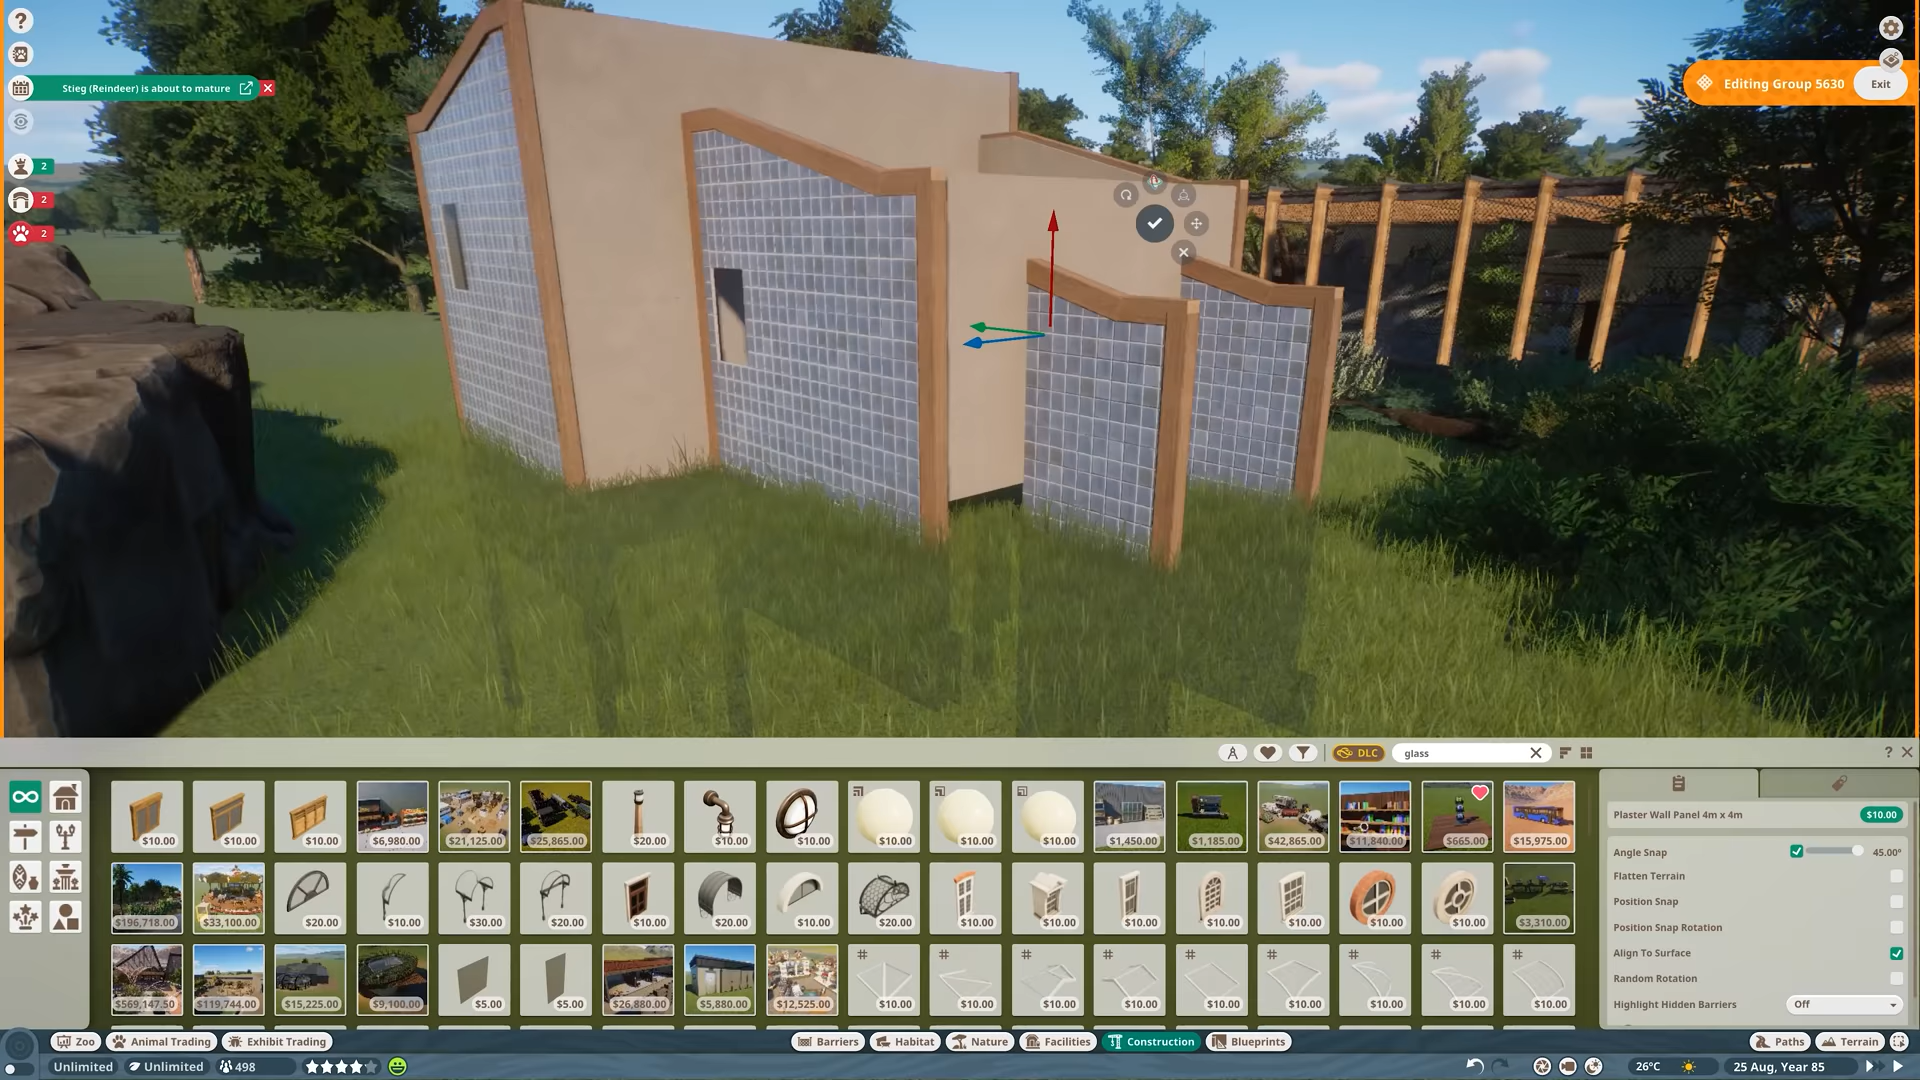 ?
Stieg (Reindeer) is about to mature
Editing Group 5630
Exit
2
2
2
DLC
glass
?
$10.00 $10.00 $10.00 $6,980.00 $21,125.00 $25,865.00 $20.00 $10.00 $10.00 $10.00 $10.00 $10.00 $1,450.00 $1,185.00 $42,865.00 $11,840.00 $665.00 $15,975.00
$196,718.00 $33,100.00 $20.00 $10.00 $30.00 $20.00 $10.00 $20.00 $10.00 $20.00 $10.00 $10.00 $10.00 $10.00 $10.00 $10.00 $10.00 $3,310.00
$569,147.50 $119,744.00 $15,225.00 $9,100.00 $5.00 $5.00 $26,880.00 $5,880.00 $12,525.00 $10.00 $10.00 $10.00 $10.00 $10.00 $10.00 $10.00 $10.00 $10.00
Plaster Wall Panel 4m x 4m
$10.00
Angle Snap
45.00°
Flatten Terrain
Position Snap
Position Snap Rotation
Align To Surface
Random Rotation
Highlight Hidden Barriers
Off
Zoo
Animal Trading
Exhibit Trading
Barriers
Habitat
Nature
Facilities
Construction
Blueprints
Paths
Terrain
Unlimited
Unlimited
498
26°C
25 Aug, Year 85